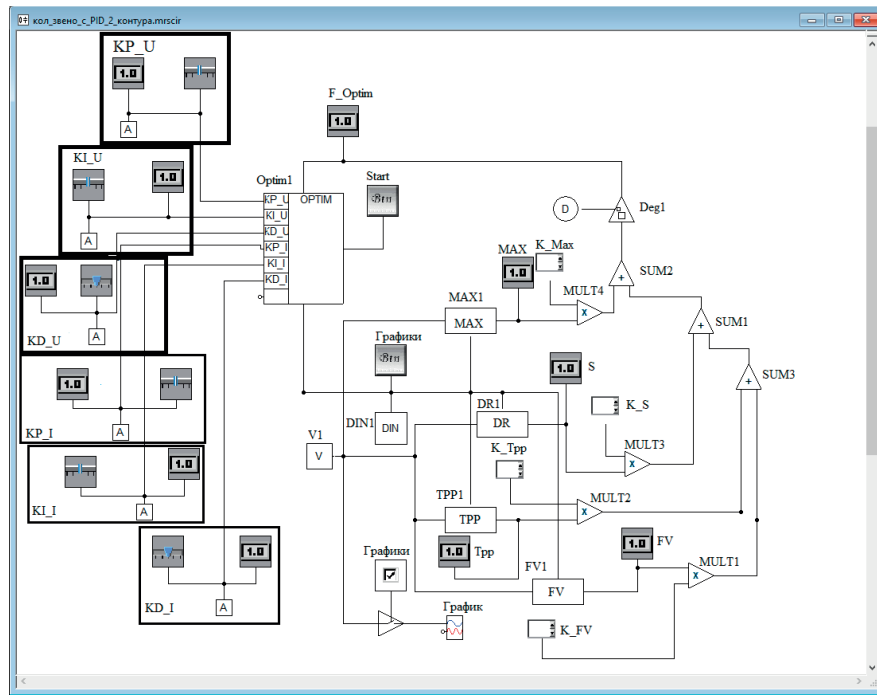 кол_звено_с_PID_2_контура.mrscir
KP_U
1.0
A
KI_U
1.0
A
1.0
A
KD_U
1.0
A
KP_I
1.0
A
KI_I
1.0
A
KD_I
F_Optim
1.0
Optim1
KP_U
KI_U
KD_U
KP_I
KI_I
KD_I
OPTIM
Start
Btn
D
Deg1
MAX
1.0
K_Max
+
SUM2
MULT4
X
MAX1
MAX
+
SUM1
Графики
Btn
1.0
S
+
SUM3
DIN1
DIN
DR1
DR
K_S
V1
V
K_Tpp
MULT3
X
TPP1
TPP
MULT2
X
1.0
Tpp
1.0
FV
Графики
FV1
FV
MULT1
X
График
K_FV